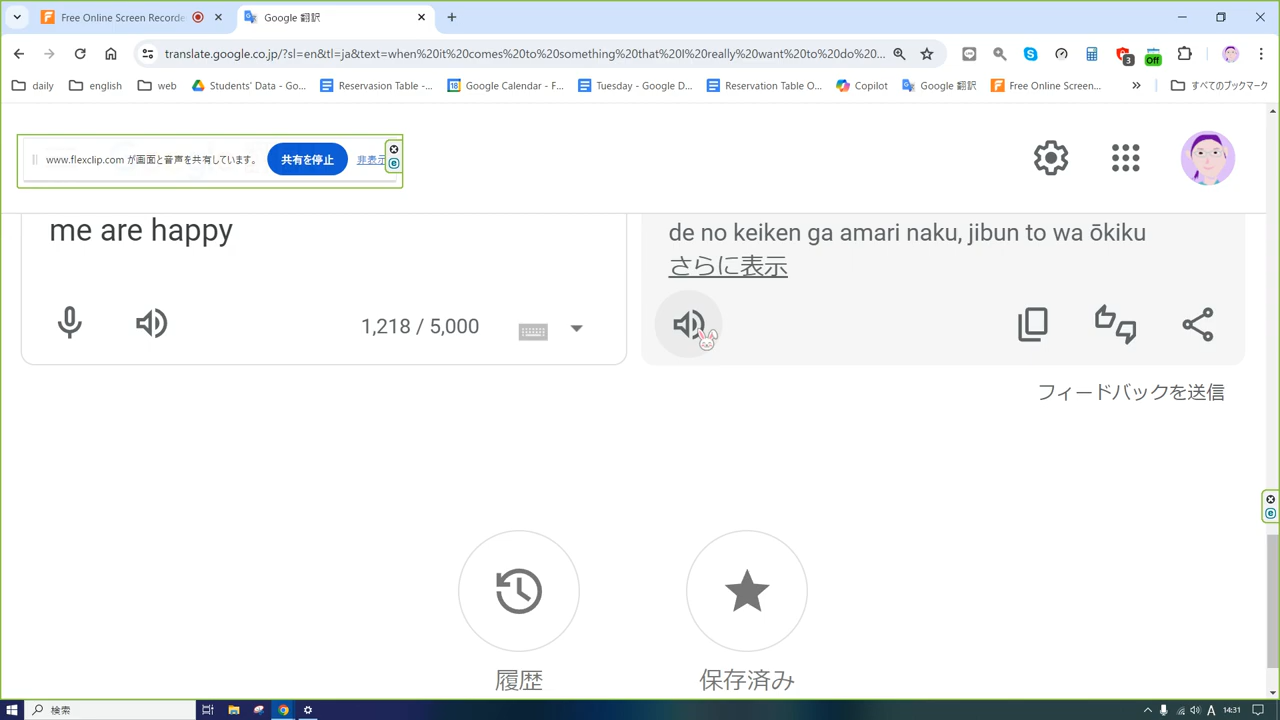 Free Online Screen Recorde
Google 翻訳
translate.google.co.jp/?sl=en&tl=ja&text=when%20it%20comes%20to%20something%20that%20I%20really%20want%20to%20do%20...
3
Off
daily
english
web
Students' Data - Go...
Reservasion Table -...
18
Google Calendar - F...
Tuesday - Google D...
Reservation Table O...
Copilot
Google 翻訳
Free Online Screen...
»
すべてのブックマーク
www.flexclip.com が画面と音声を共有しています。
共有を停止
非表示
me are happy
de no keiken ga amari naku, jibun to wa ōkiku
さらに表示
1,218 / 5,000
フィードバックを送信
履歴
保存済み
検索
A
14:31